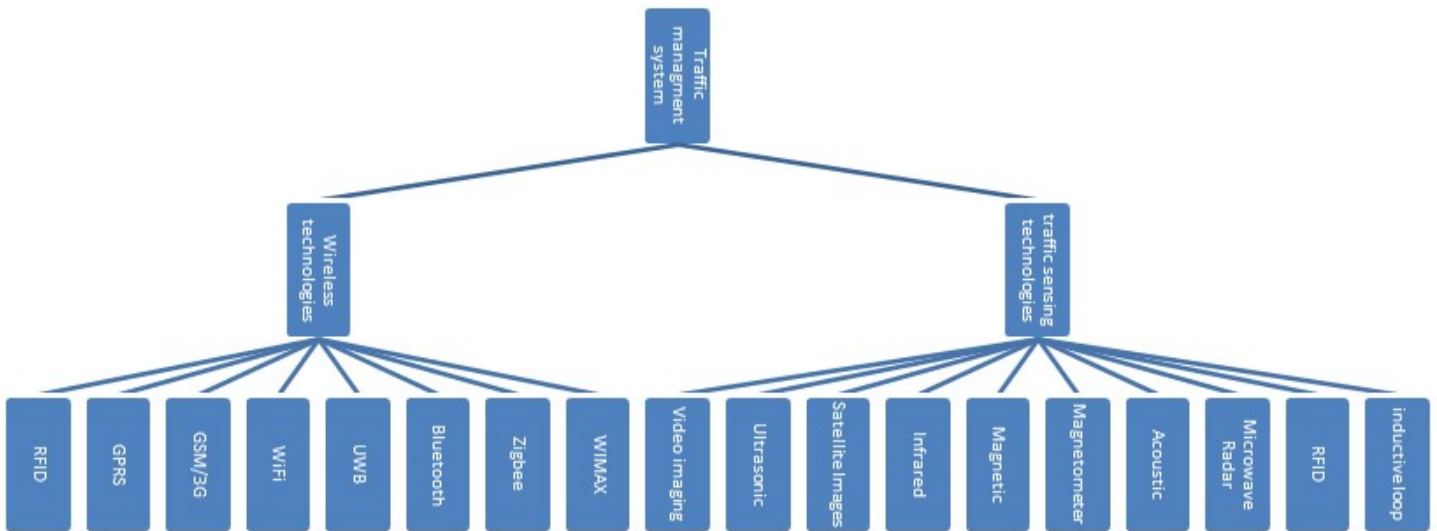 Traffic
managment
system
Wireless
technologies
traffic sensing
technologies
RFID
GPRS
GSM/3G
WiFi
UWB
Bluetooth
Zigbee
WIMAX
Video imaging
Ultrasonic
Satellite Images
Infrared
Magnetic
Magnetometer
Acoustic
Microwave
Radar
RFID
inductive loop